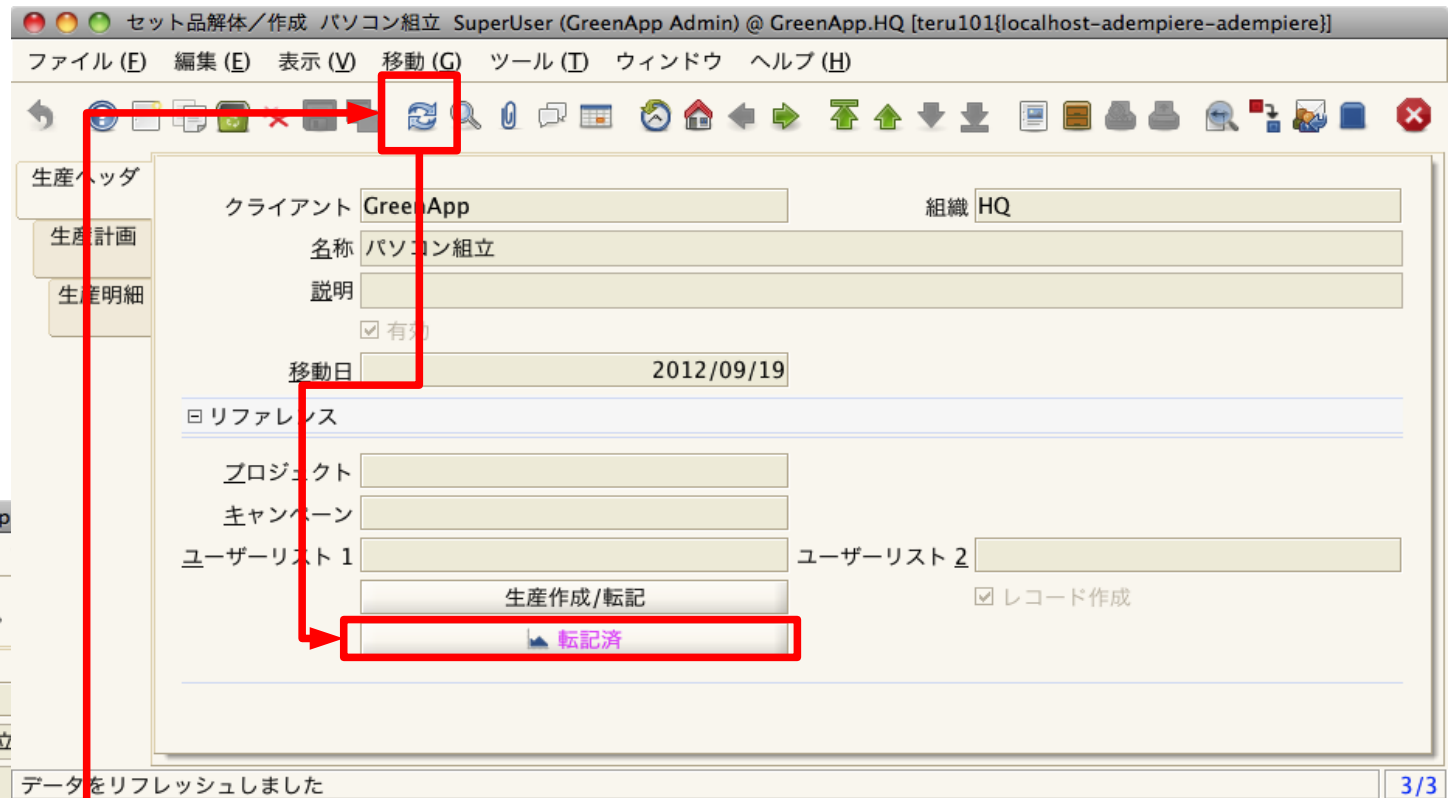 セット品解体／作成 パソコン組立 SuperUser (GreenApp Admin) @ GreenApp.HQ [teru101{localhost-adempiere-adempiere}]
ファイル (F) 編集 (E) 表示 (V) 移動 (G) ツール (T) ウィンドウ ヘルプ (H)
生産ヘッダ
生産計画
生産明細
クライアント GreenApp 組織 HQ
名称 パソコン組立
説明
有効
移動日 2012/09/19
リファレンス
プロジェクト
キャンペーン
ユーザーリスト 1 ユーザーリスト 2
生産作成/転記 レコード作成
転記済
データをリフレッシュしました 3/3